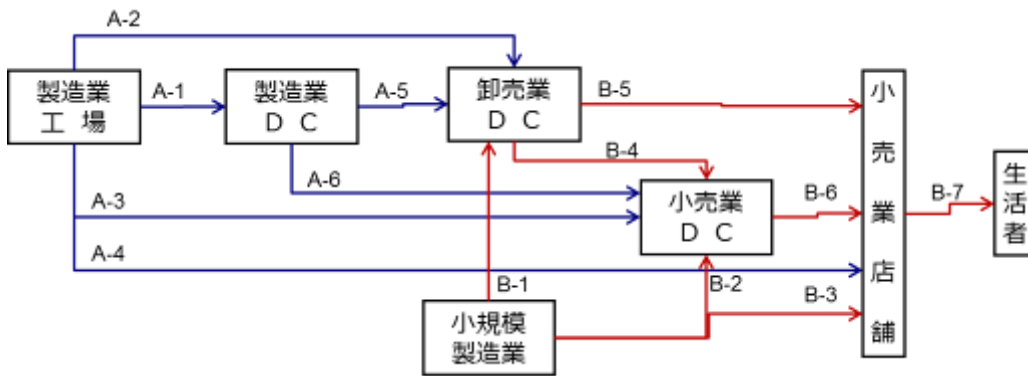 A-2
製造業
工 場
A-1
製造業
Ｄ Ｃ
A-5
卸売業
Ｄ Ｃ
B-5
小売業店舗
B-4
A-6
A-3
小売業
Ｄ Ｃ
B-6
B-7
生活者
A-4
B-1
B-2
B-3
小規模
製造業